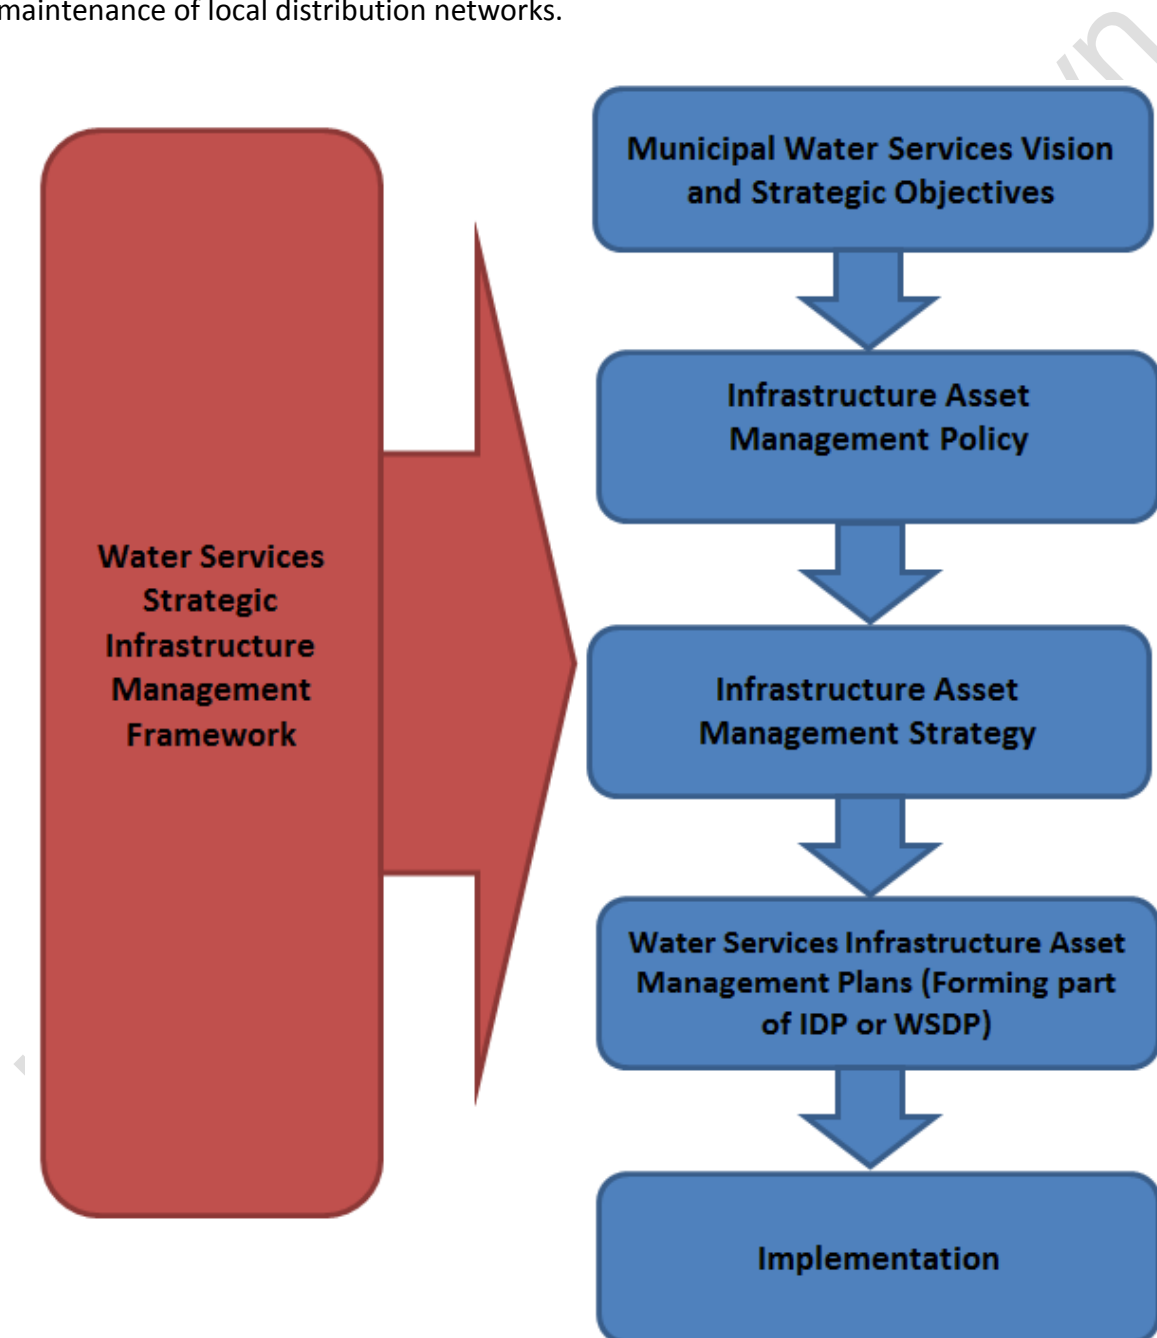 maintenance of local distribution networks.
Municipal Water Services Vision
and Strategic Objectives
Infrastructure Asset
Management Policy
Water Services
Strategic
Infrastructure
Management
Framework
Infrastructure Asset
Management Strategy
Water Services Infrastructure Asset
Management Plans (Forming part
of IDP or WSDP)
Implementation